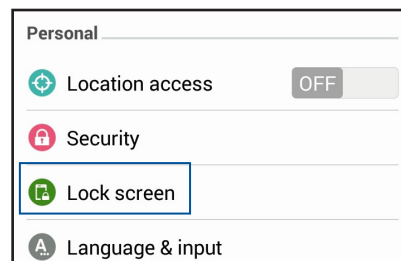 Personal
Location access OFF
Security
Lock screen
A Language & input